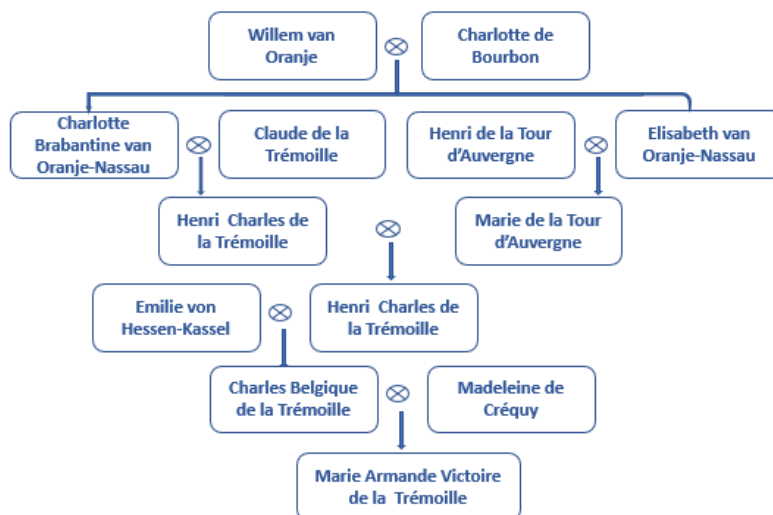 Willem van
Oranje
Charlotte de
Bourbon
Charlotte
Brabantine van
Oranje-Nassau
Claude de la
Trémoille
Henri de la Tour
d'Auvergne
Elisabeth van
Oranje-Nassau
Henri Charles de
la Trémoille
Marie de la Tour
d'Auvergne
Emilie von
Hessen-Kassel
Henri Charles de
la Trémoille
Charles Belgique
de la Trémoille
Madeleine de
Créquy
Marie Armande Victoire
de la Trémoille